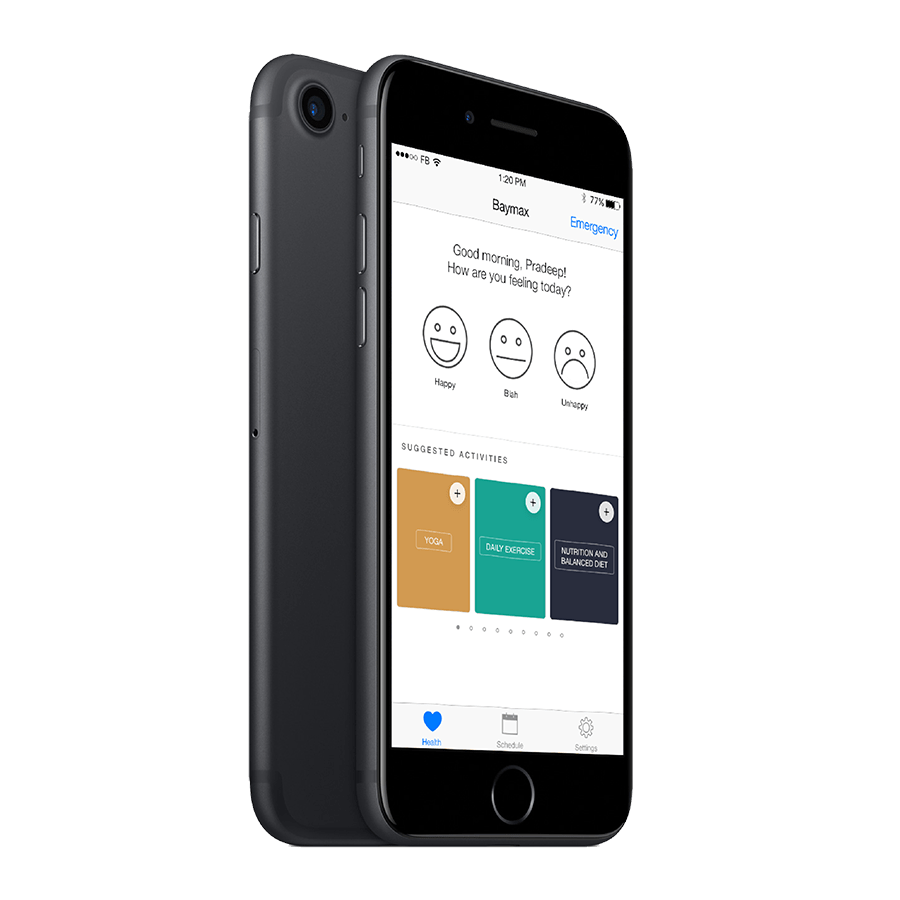 FB
1:20 PM
77%
Baymax
Emergency
Good morning, Pradeep!
How are you feeling today?
Happy
Blah
Unhappy
SUGGESTED ACTIVITIES
YOGA
DAILY EXERCISE
NUTRITION AND
BALANCED DIET
Health
Schedule
Settings